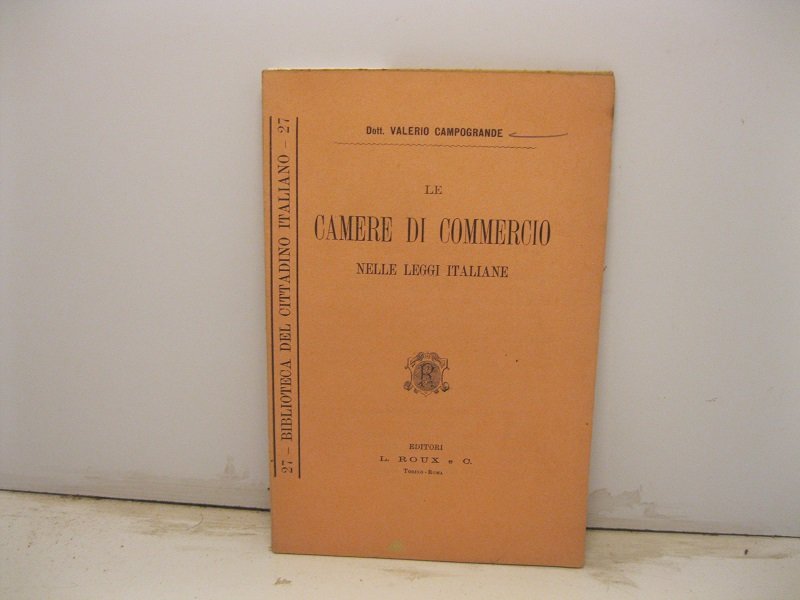 27 – BIBLIOTECA DEL CITTADINO ITALIANO – 27
Dott. VALERIO CAMPOGRANDE
LE
CAMERE DI COMMERCIO
NELLE LEGGI ITALIANE
EDITORI
L. ROUX e C.
TORINO-ROMA